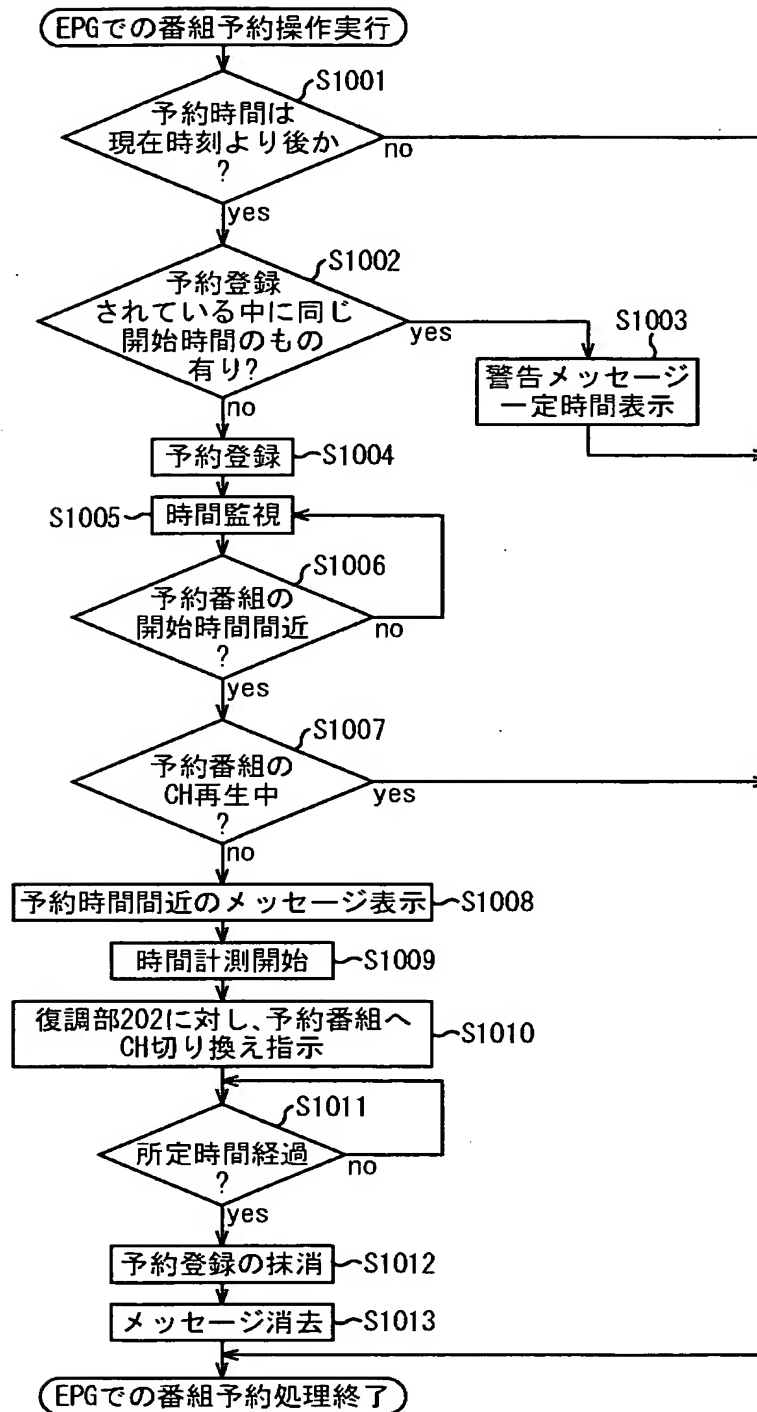 EPGでの番組予約操作実行
S1001
予約時間は
現在時刻より後か
?
no
yes
S1002
予約登録
されている中に同じ
開始時間のもの
有り?
yes
S1003
警告メッセージ
一定時間表示
no
予約登録
S1004
S1005
時間監視
S1006
予約番組の
開始時間間近
?
no
yes
S1007
予約番組の
CH再生中
?
yes
no
予約時間間近のメッセージ表示
S1008
時間計測開始
S1009
復調部202に対し、予約番組へ
CH切り換え指示
S1010
S1011
所定時間経過
?
no
yes
予約登録の抹消
S1012
メッセージ消去
S1013
EPGでの番組予約処理終了